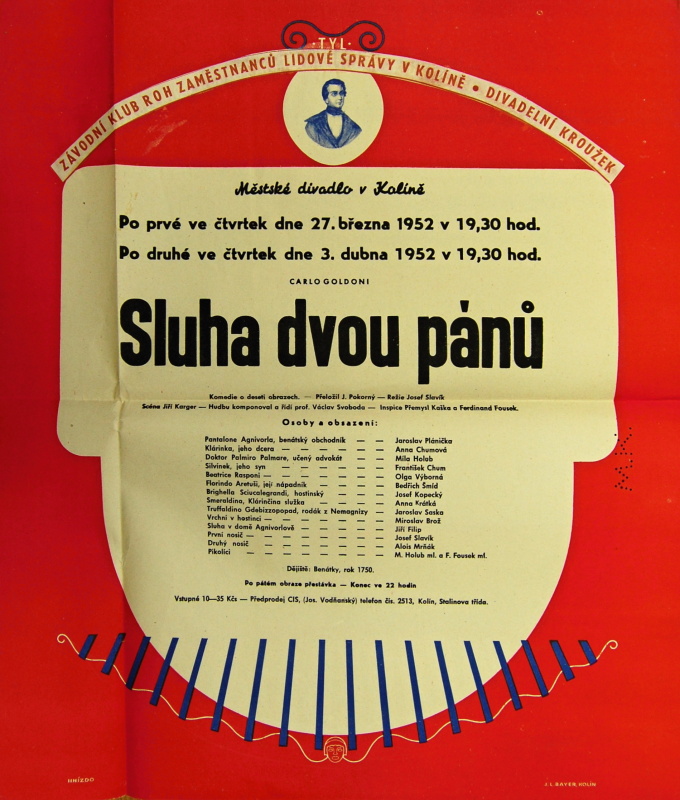 ·TYL·
ZÁVODNÍ KLUB ROH ZAMĚSTNANCŮ LIDOVÉ SPRÁVY V KOLÍNĚ • DIVADELNÍ KROUŽEK
Městské divadlo v Kolíně
Po prvé ve čtvrtek dne 27. března 1952 v 19,30 hod.
Po druhé ve čtvrtek dne 3. dubna 1952 v 19,30 hod.
CARLO GOLDONI
Sluha dvou pánů
Komedie o deseti obrazech. — Přeložil J. Pokorný — Režie Josef Slavík
Scéna Jiří Karger — Hudbu komponoval a řídí prof. Václav Svoboda — Inspice Přemysl Kaška a Ferdinand Fousek.
Osoby a obsazení:
Pantalone Agnivorla, benátský obchodník — — Jaroslav Plánička
Klárinka, jeho dcera — — — — — — Anna Chumová
Doktor Palmiro Palmare, učený advokát — — Mila Holub
Silvínek, jeho syn — — — — — — František Chum
Beatrice Rasponi — — — — — — — Olga Výborná
Florindo Aretuši, její nápadník — — — — Bedřich Šmíd
Brighella Sciucalegrandi, hostinský — — — Josef Kopecký
Smeraldina, Klárinčina služka — — — — Anna Krátká
Truffaldino Gdebizzopopad, rodák z Nemagnizy — Jaroslav Saska
Vrchní v hostinci — — — — — — — Miroslav Brož
Sluha v domě Agnivorlově — — — — — Jiří Filip
První nosič — — — — — — — Josef Slavík
Druhý nosič — — — — — — — Alois Mrňák
Pikolíci — — — — — — — M. Holub ml. a F. Fousek ml.
Dějiště: Benátky, rok 1750.
Po pátém obraze přestávka — Konec ve 22 hodin
Vstupné 10—35 Kčs — Předprodej CIS, (Jos. Vodňanský) telefon čís. 2513, Kolín, Stalinova třída.
HNÍZDO
J. L. BAYER, KOLÍN